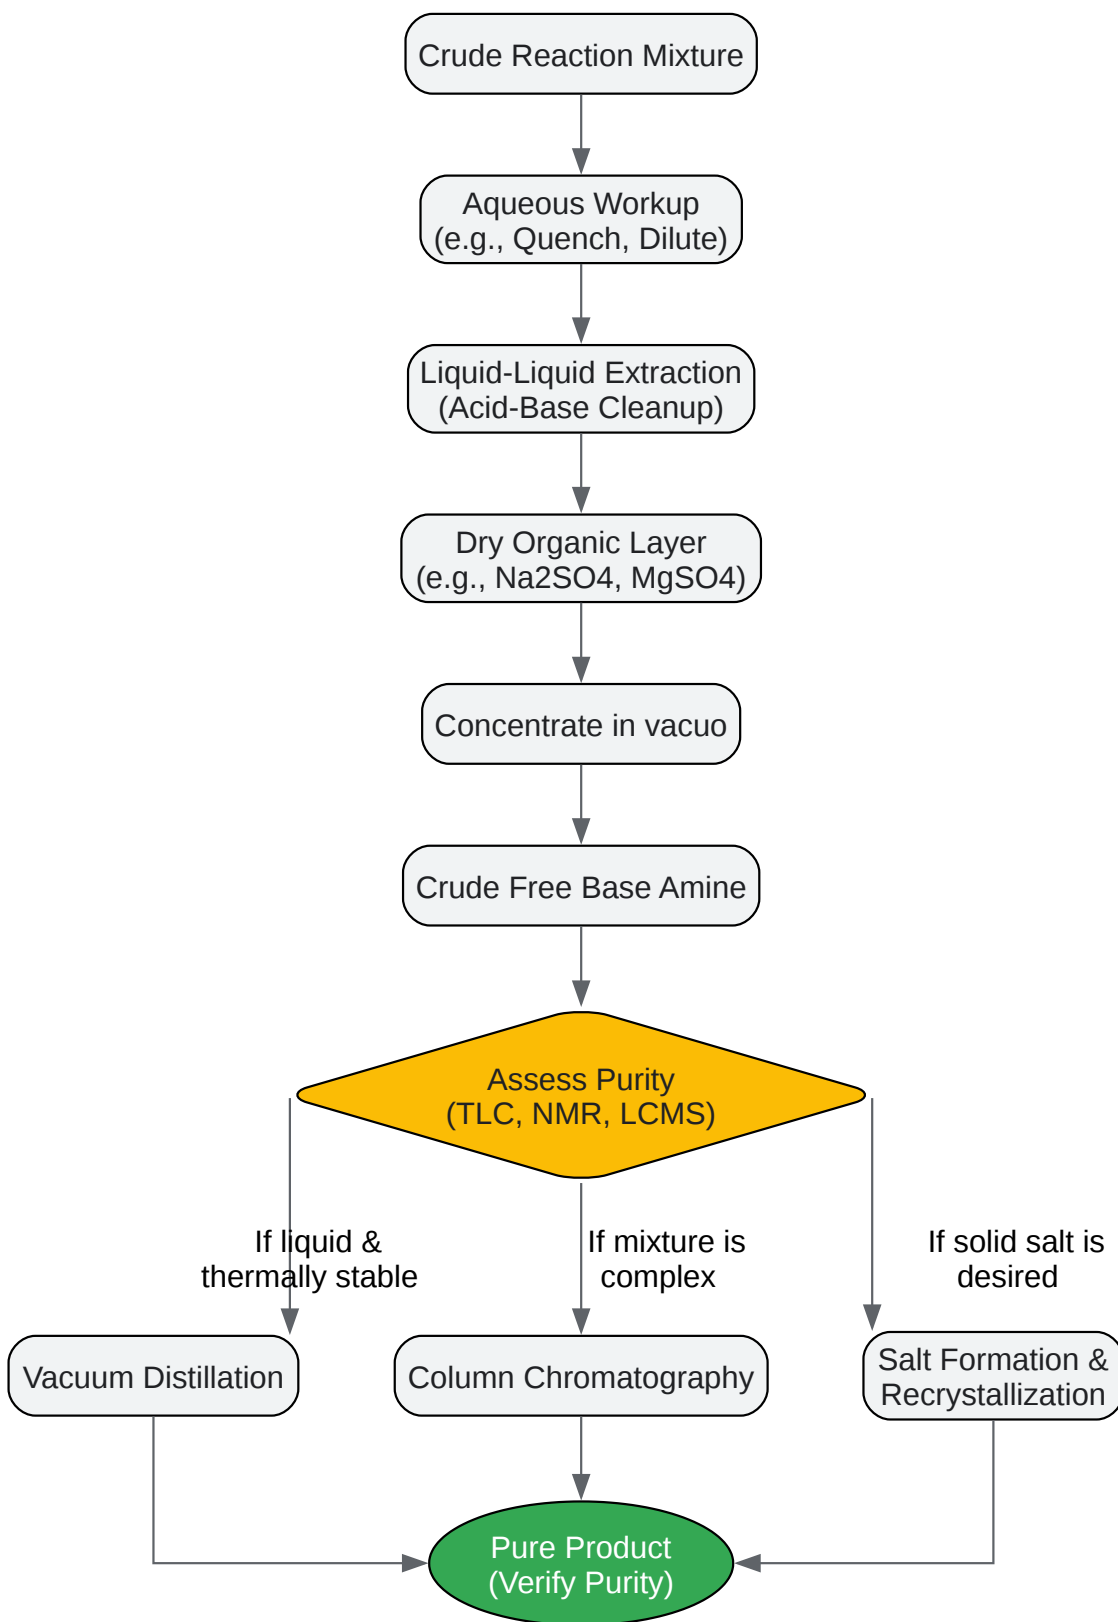 Crude Reaction Mixture
Aqueous Workup
(e.g., Quench, Dilute)
Liquid-Liquid Extraction
(Acid-Base Cleanup)
Dry Organic Layer
(e.g., Na2SO4, MgSO4)
Concentrate in vacuo
Crude Free Base Amine
Assess Purity
(TLC, NMR, LCMS)
If liquid &
thermally stable
If mixture is
complex
If solid salt is
desired
Vacuum Distillation
Column Chromatography
Salt Formation &
Recrystallization
Pure Product
(Verify Purity)